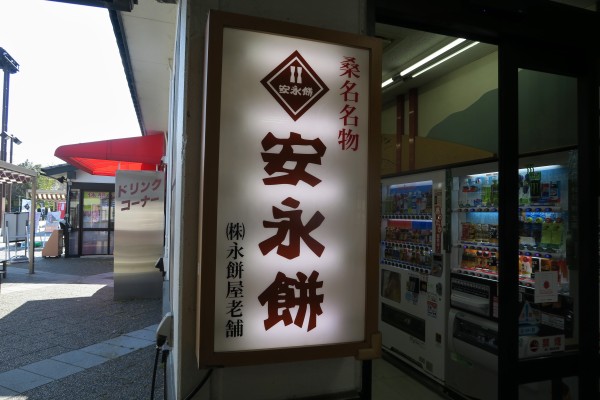 桑名名物
安永餅
安永餅
㈱永餅屋老舗
ドリンク
コーナー